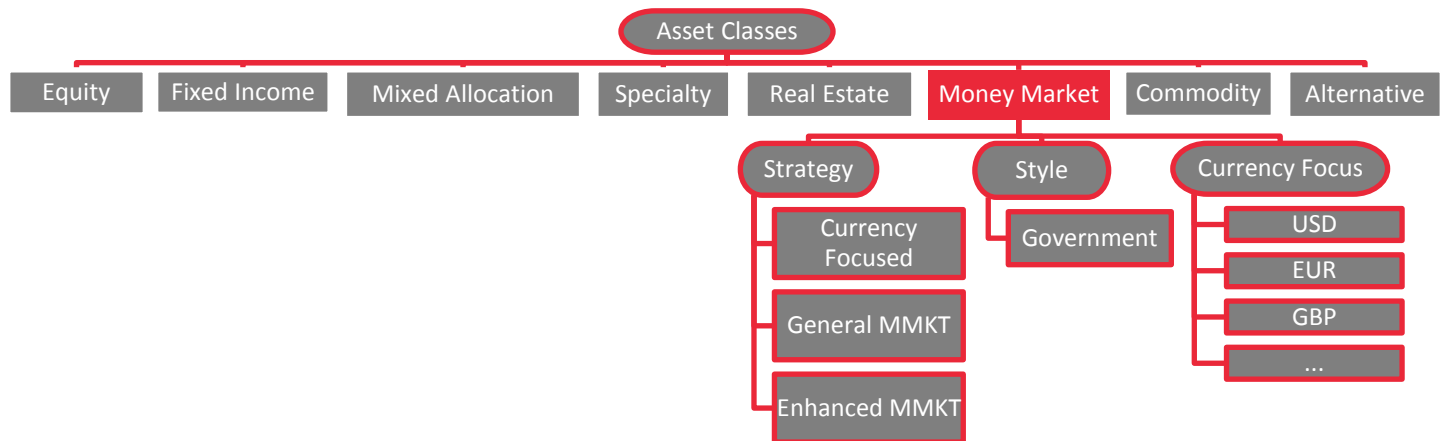 Asset Classes
Equity
Fixed Income
Mixed Allocation
Specialty
Real Estate
Money Market
Commodity
Alternative
Strategy
Style
Currency Focus
Currency
Focused
General MMKT
Enhanced MMKT
Government
USD
EUR
GBP
...